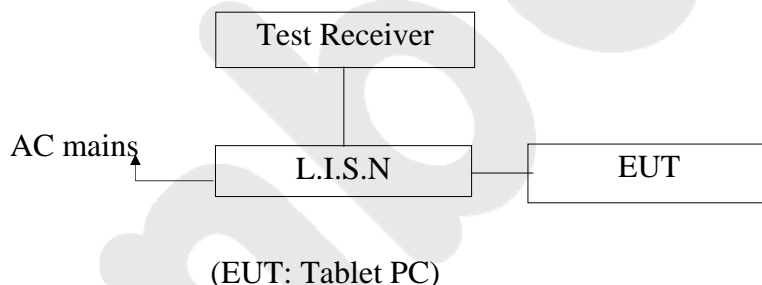 Test Receiver
AC mains
L.I.S.N
EUT
(EUT: Tablet PC)